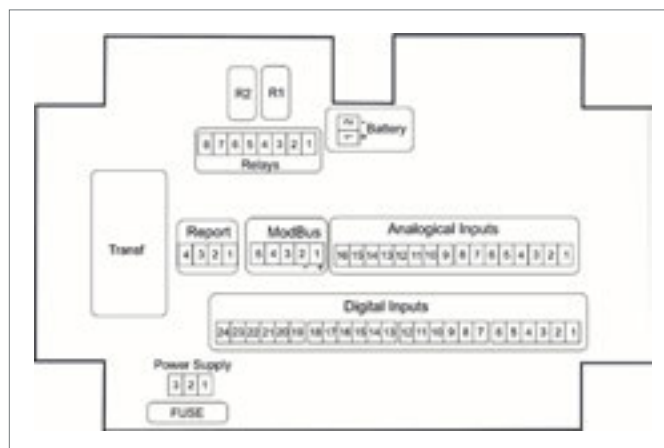 R2 R1
2 -
1 +
Battery
8 7 6 5 4 3 2 1
Relays
Transf
Report
4 3 2 1
ModBus
5 4 3 2 1
- +
Analogical Inputs
16 15 14 13 12 11 10 9 8 7 6 5 4 3 2 1
Digital Inputs
24 23 22 21 20 19 18 17 16 15 14 13 12 11 10 9 8 7 6 5 4 3 2 1
Power Supply
3 2 1
FUSE